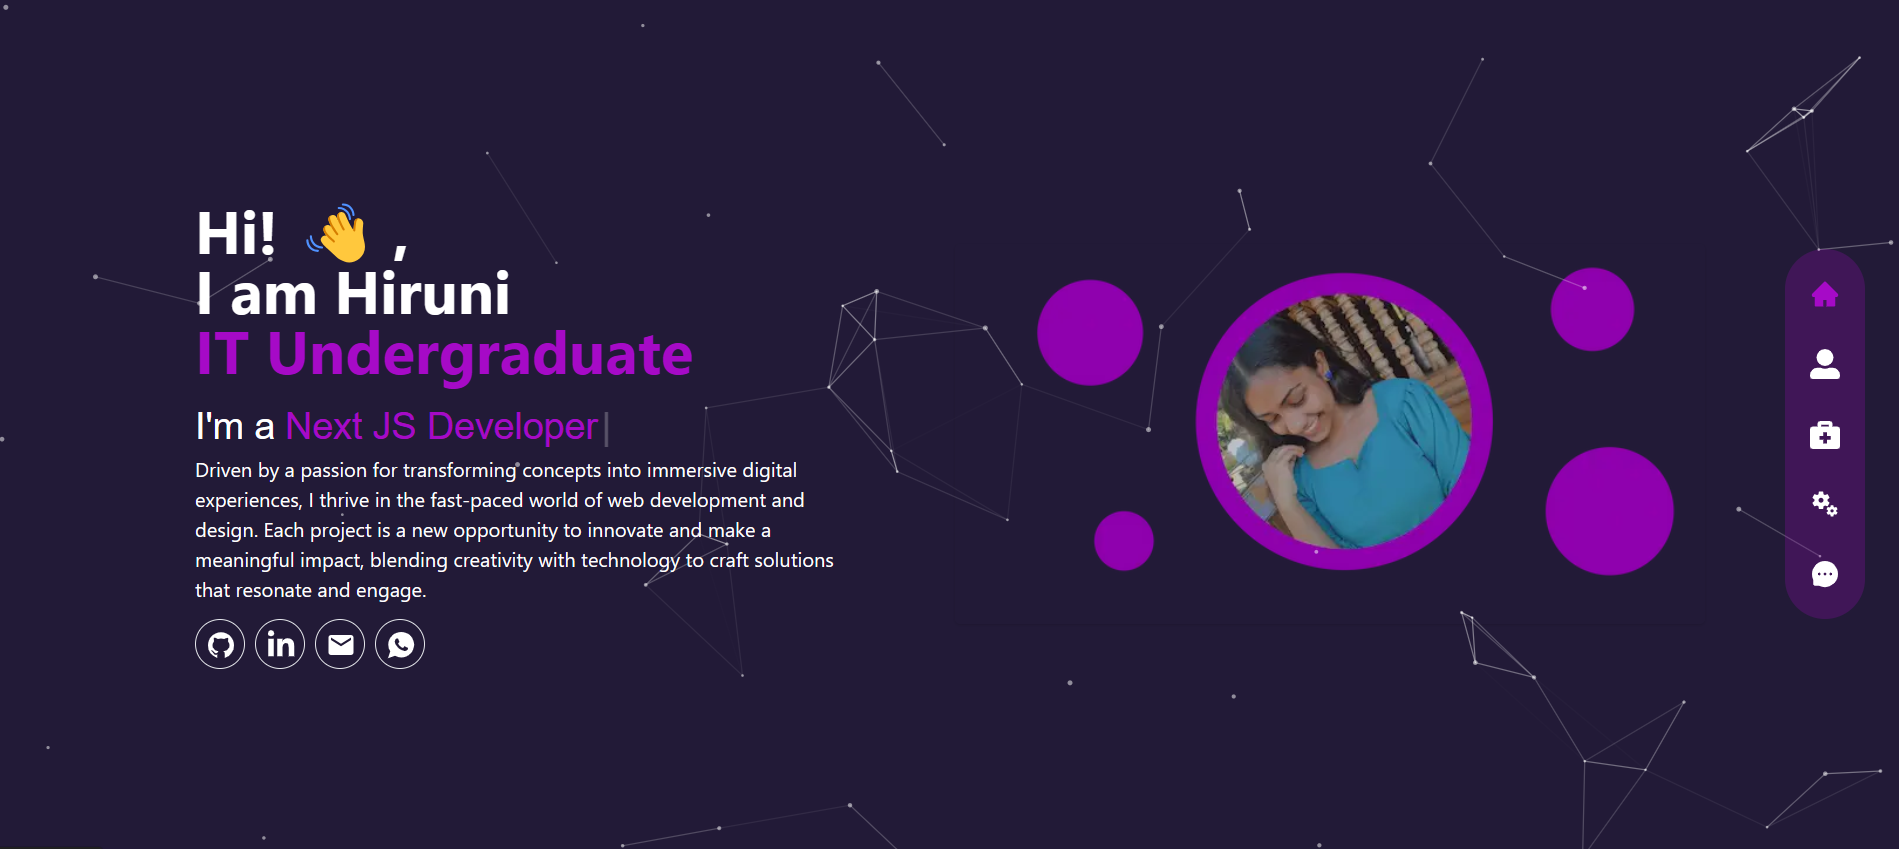 Hi! 👋 ,
I am Hiruni
IT Undergraduate
I'm a Next JS Developer|
Driven by a passion for transforming concepts into immersive digital
experiences, I thrive in the fast-paced world of web development and
design. Each project is a new opportunity to innovate and make a
meaningful impact, blending creativity with technology to craft solutions
that resonate and engage.
in